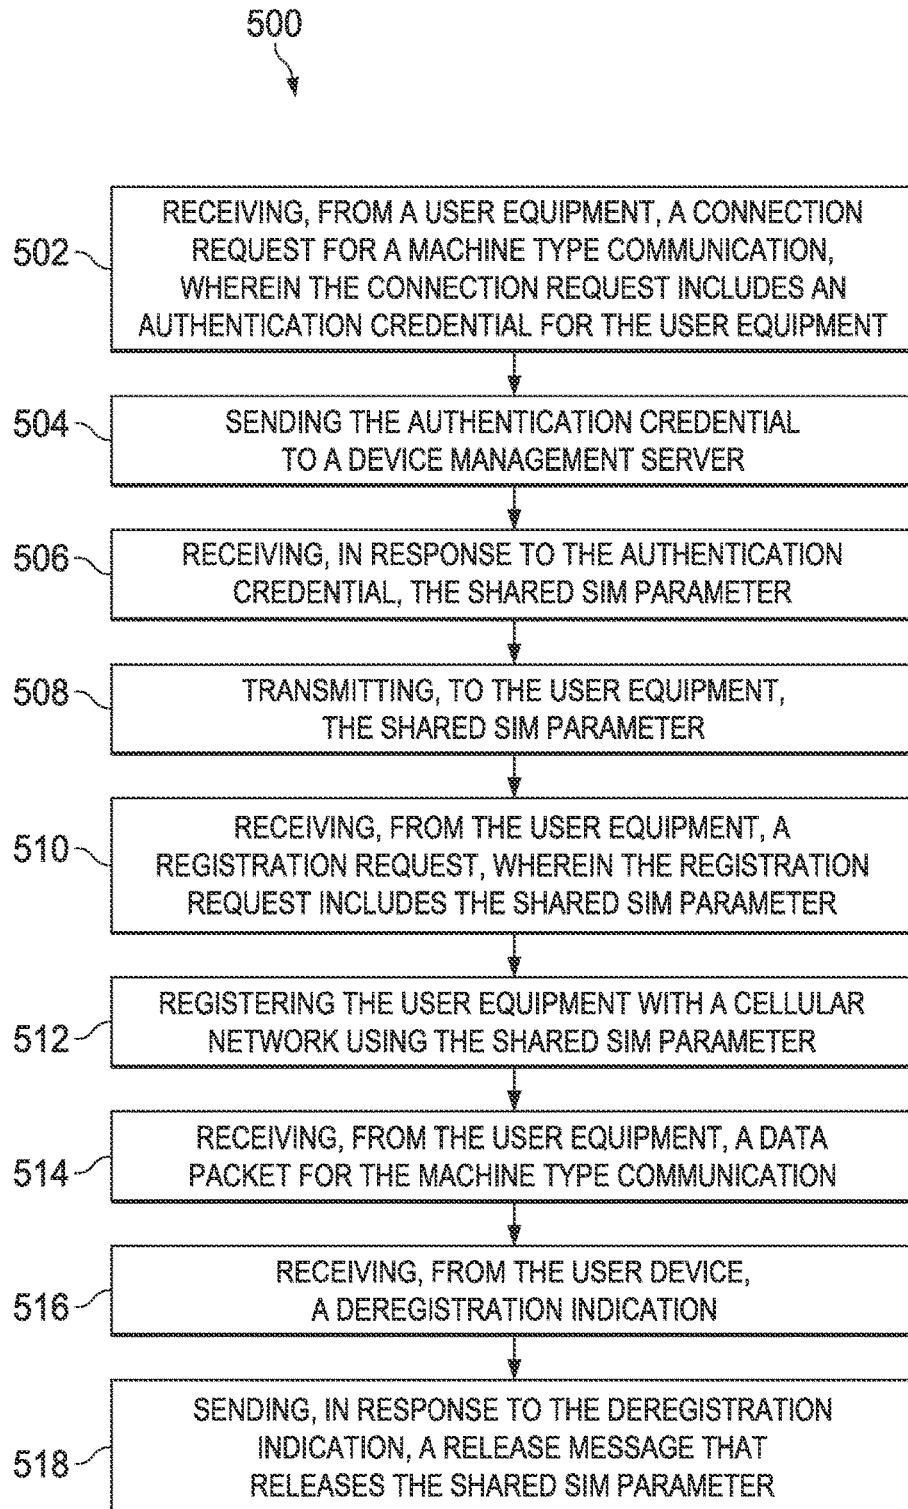 500
502
RECEIVING, FROM A USER EQUIPMENT, A CONNECTION
REQUEST FOR A MACHINE TYPE COMMUNICATION,
WHEREIN THE CONNECTION REQUEST INCLUDES AN
AUTHENTICATION CREDENTIAL FOR THE USER EQUIPMENT
504
SENDING THE AUTHENTICATION CREDENTIAL
TO A DEVICE MANAGEMENT SERVER
506
RECEIVING, IN RESPONSE TO THE AUTHENTICATION
CREDENTIAL, THE SHARED SIM PARAMETER
508
TRANSMITTING, TO THE USER EQUIPMENT,
THE SHARED SIM PARAMETER
510
RECEIVING, FROM THE USER EQUIPMENT, A
REGISTRATION REQUEST, WHEREIN THE REGISTRATION
REQUEST INCLUDES THE SHARED SIM PARAMETER
512
REGISTERING THE USER EQUIPMENT WITH A CELLULAR
NETWORK USING THE SHARED SIM PARAMETER
514
RECEIVING, FROM THE USER EQUIPMENT, A DATA
PACKET FOR THE MACHINE TYPE COMMUNICATION
516
RECEIVING, FROM THE USER DEVICE,
A DEREGISTRATION INDICATION
518
SENDING, IN RESPONSE TO THE DEREGISTRATION
INDICATION, A RELEASE MESSAGE THAT
RELEASES THE SHARED SIM PARAMETER